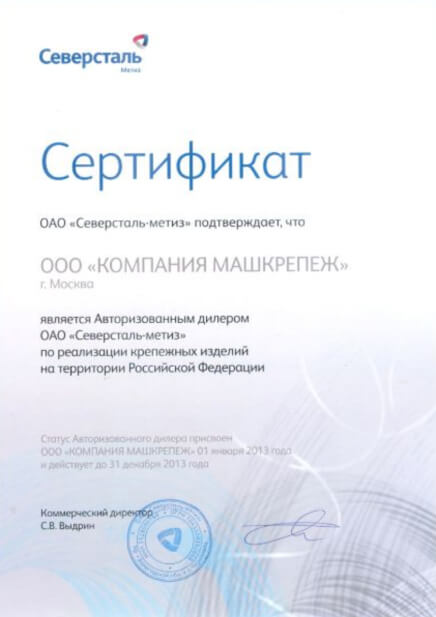 Северсталь
Метиз
Сертификат
ОАО «Северсталь-метиз» подтверждает, что
ООО «КОМПАНИЯ МАШКРЕПЕЖ»
г. Москва
является Авторизованным дилером
ОАО «Северсталь-метиз»
по реализации крепежных изделий
на территории Российской Федерации
Статус Авторизованного дилера присвоен
ООО «КОМПАНИЯ МАШКРЕПЕЖ» 01 января 2013 года
и действует до 31 декабря 2013 года
Коммерческий директор
С.В. Выдрин